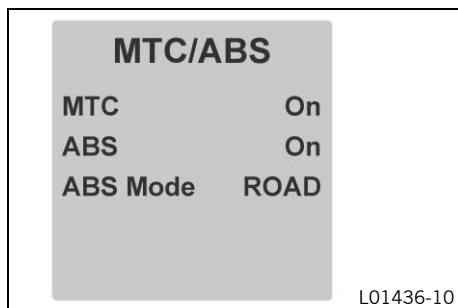 MTC/ABS
MTC On
ABS On
ABS Mode ROAD
L01436-10